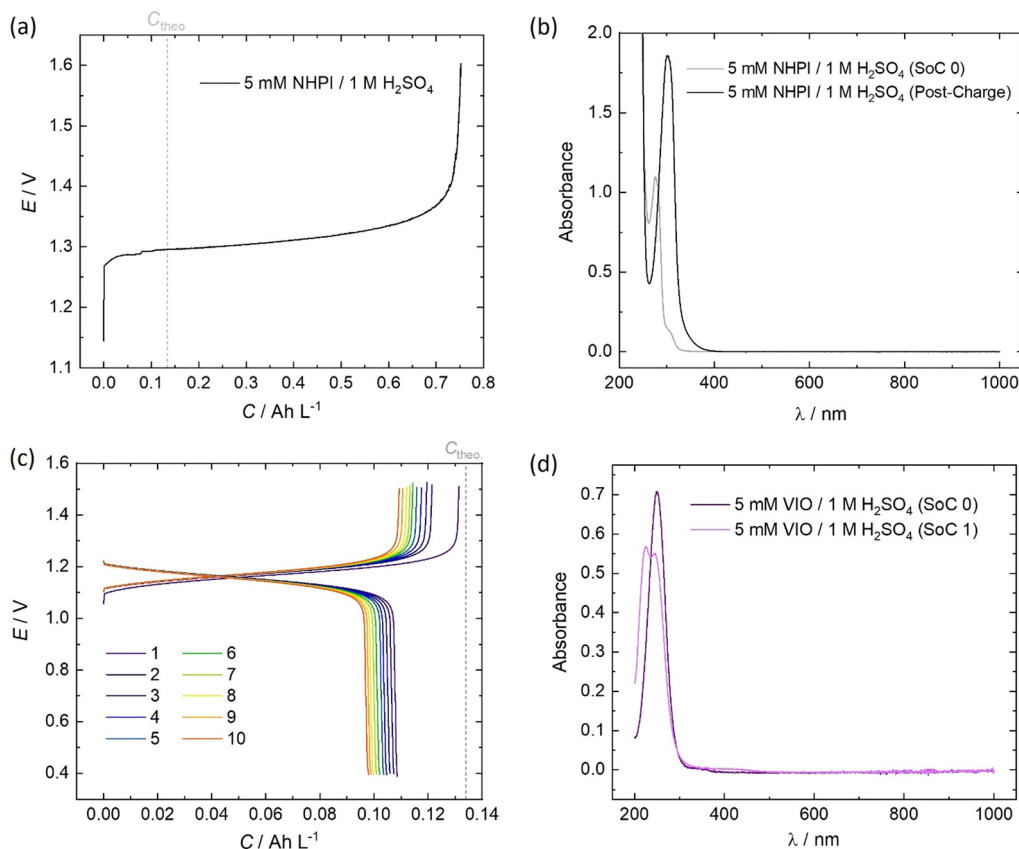 (a)
C_theo
5 mM NHPI / 1 M H₂SO₄
1.6
1.5
1.4
1.3
1.2
1.1
E / V
0.0 0.1 0.2 0.3 0.4 0.5 0.6 0.7 0.8
C / Ah L⁻¹
(b)
5 mM NHPI / 1 M H₂SO₄ (SoC 0)
5 mM NHPI / 1 M H₂SO₄ (Post-Charge)
2.0
1.5
1.0
0.5
0.0
Absorbance
200 400 600 800 1000
λ / nm
(c)
C_theo.
1.6
1.4
1.2
1.0
0.8
0.6
0.4
E / V
1 6
2 7
3 8
4 9
5 10
0.00 0.02 0.04 0.06 0.08 0.10 0.12 0.14
C / Ah L⁻¹
(d)
5 mM VIO / 1 M H₂SO₄ (SoC 0)
5 mM VIO / 1 M H₂SO₄ (SoC 1)
0.7
0.6
0.5
0.4
0.3
0.2
0.1
0.0
Absorbance
200 400 600 800 1000
λ / nm